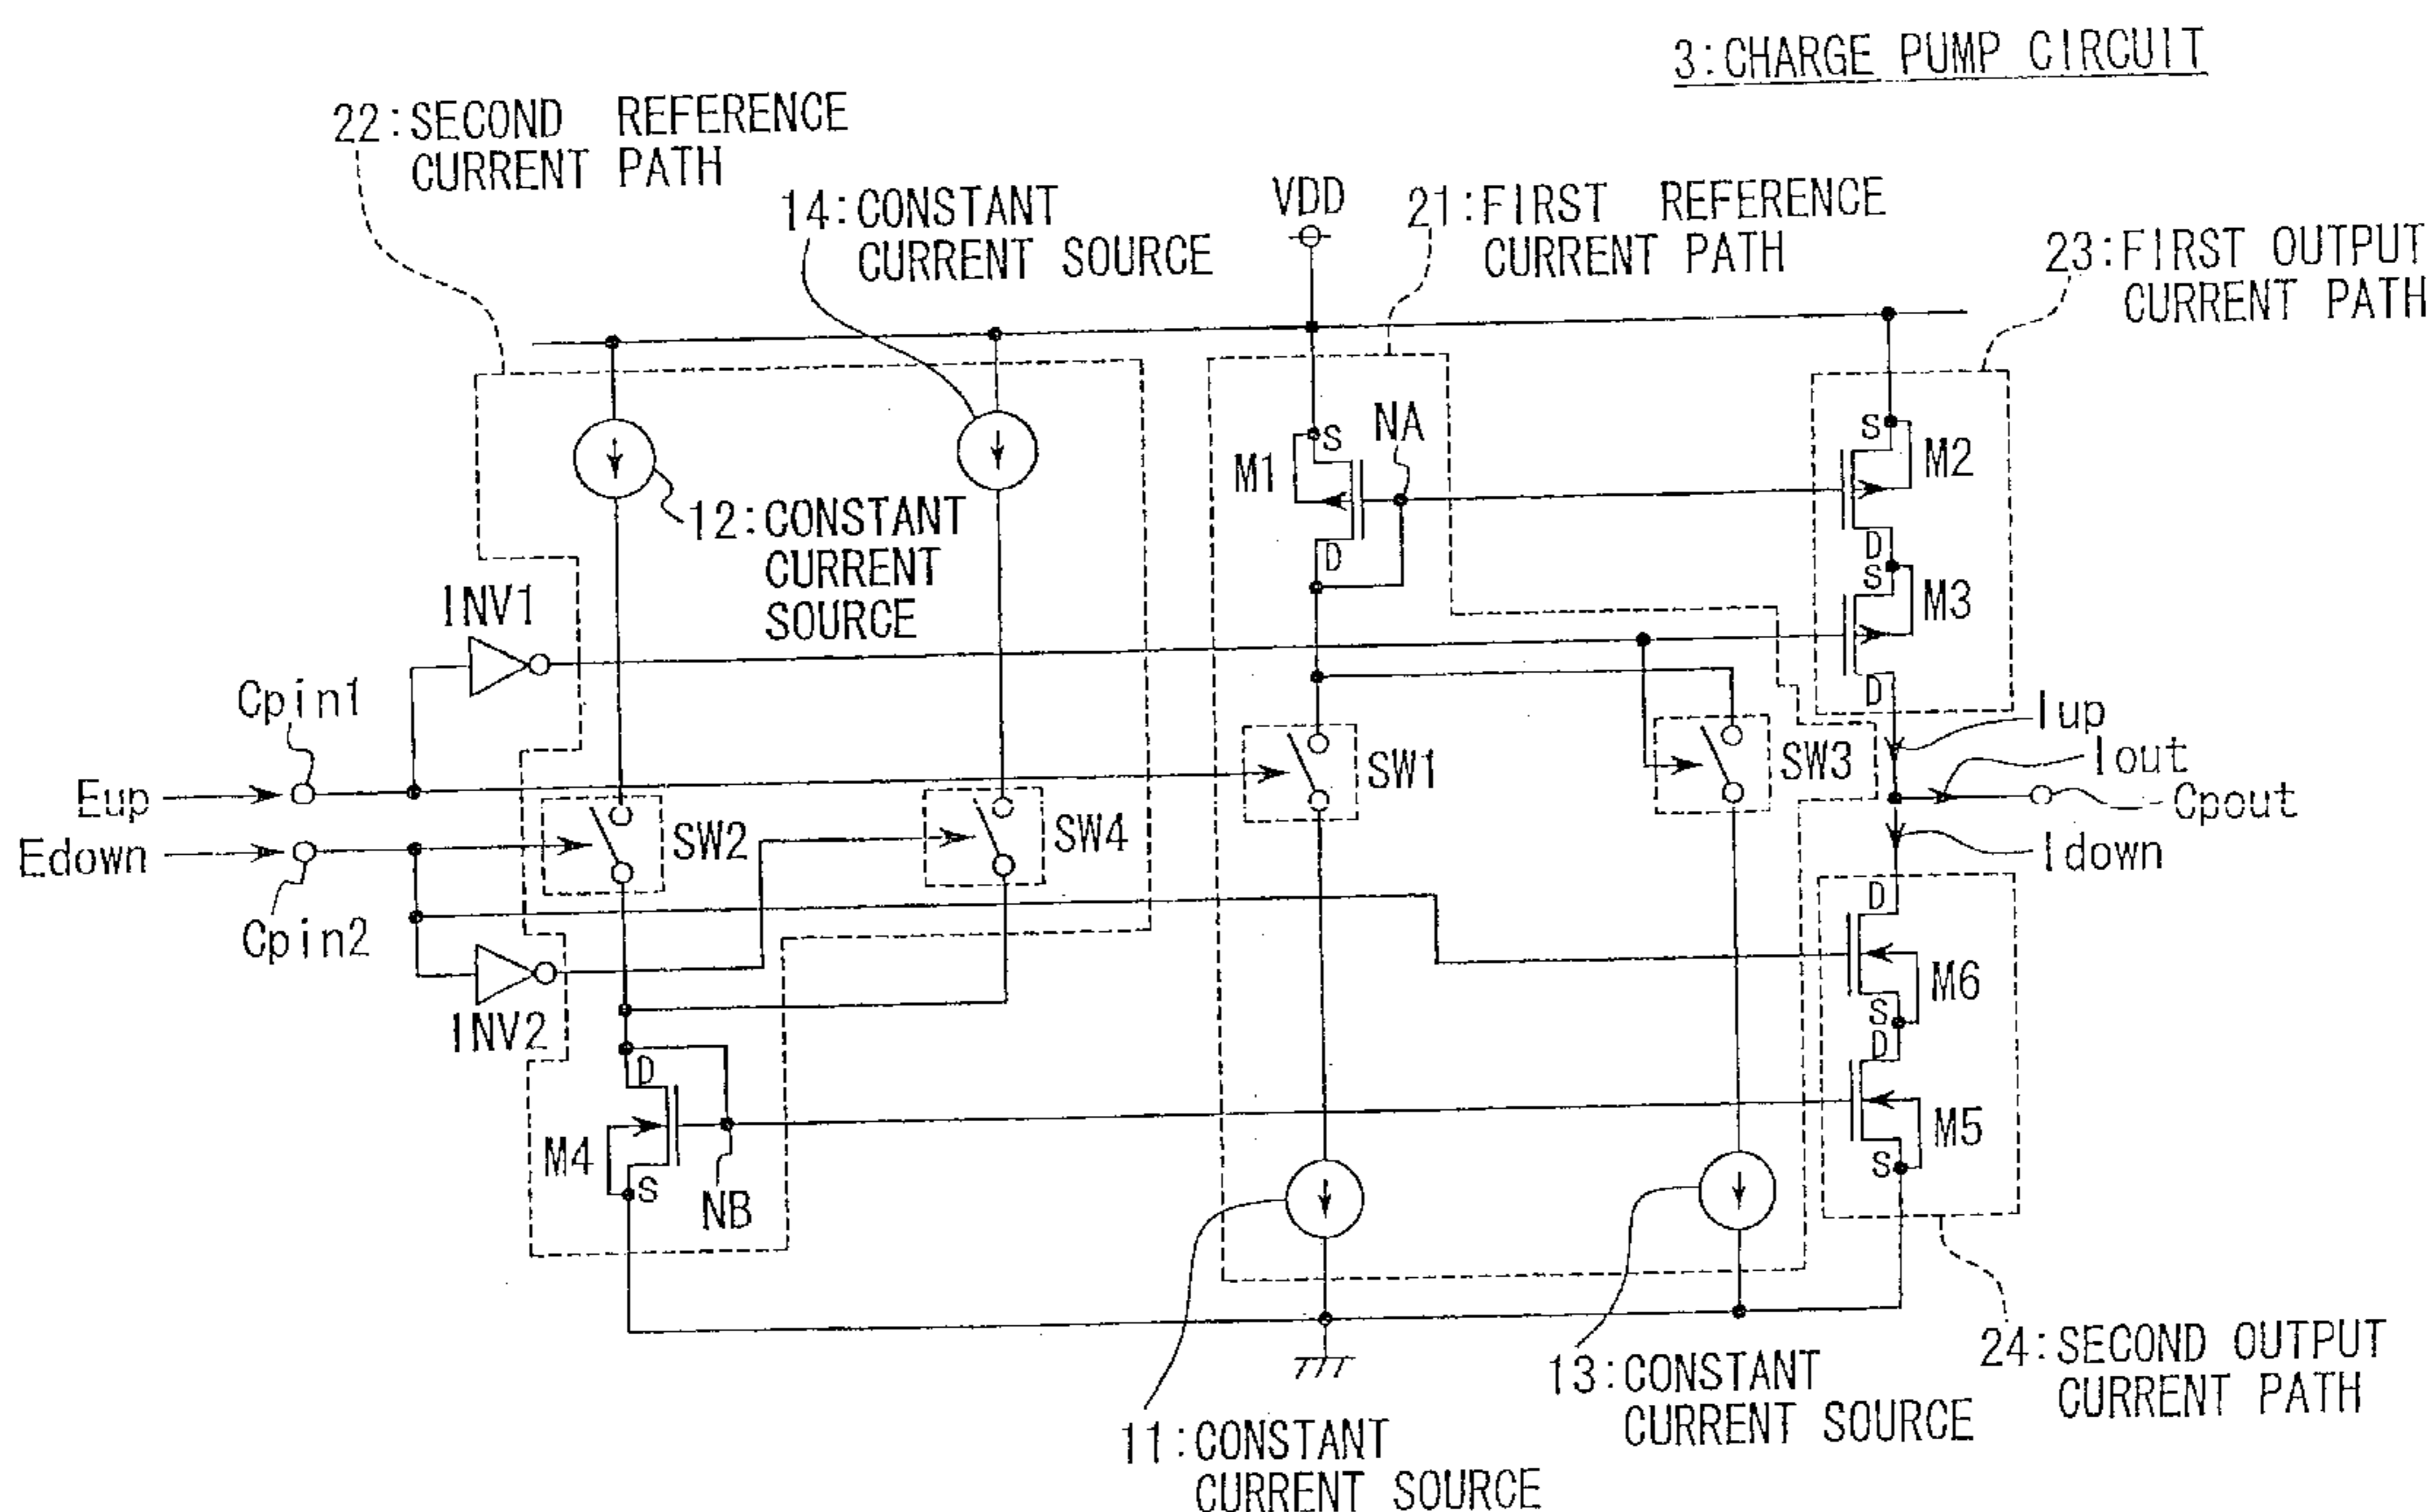 3:CHARGE PUMP CIRCUIT
22:SECOND REFERENCE
CURRENT PATH
14:CONSTANT
CURRENT SOURCE
VDD
21:FIRST REFERENCE
CURRENT PATH
23:FIRST OUTPUT
CURRENT PATH
S
M1
NA
D
S
M2
D
12:CONSTANT
CURRENT
SOURCE
S
M3
D
INV1
Cpin1
Eup
Edown
Cpin2
INV2
SW2
SW4
SW1
SW3
Iup
Iout
Cpout
Idown
D
M6
S
D
M5
S
D
M4
S
NB
11:CONSTANT
CURRENT SOURCE
13:CONSTANT
CURRENT SOURCE
24:SECOND OUTPUT
CURRENT PATH